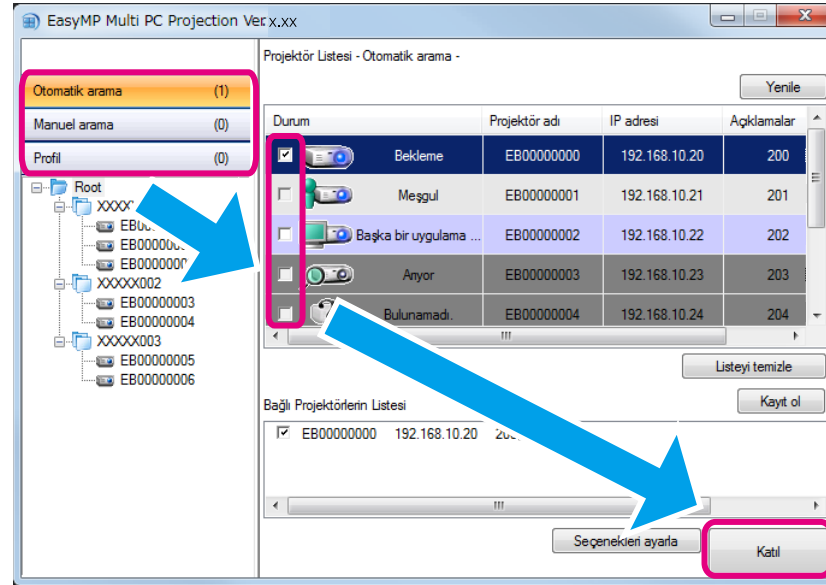 EasyMP Multi PC Projection Ver.x.xx
Projektör Listesi - Otomatik arama -
Yenile
Otomatik arama (1)
Manuel arama (0)
Profil (0)
Durum Projektör adı IP adresi Açıklamalar
Bekleme EB00000000 192.168.10.20 200
Meşgul EB00000001 192.168.10.21 201
Başka bir uygulama ... EB00000002 192.168.10.22 202
Arıyor EB00000003 192.168.10.23 203
Bulunamadı. EB00000004 192.168.10.24 204
Root
XXXXX002
EB00000003
EB00000004
XXXXX003
EB00000005
EB00000006
Listeyi temizle
Kayıt ol
Bağlı Projektörlerin Listesi
EB00000000 192.168.10.20
Seçenekleri ayarla
Katıl